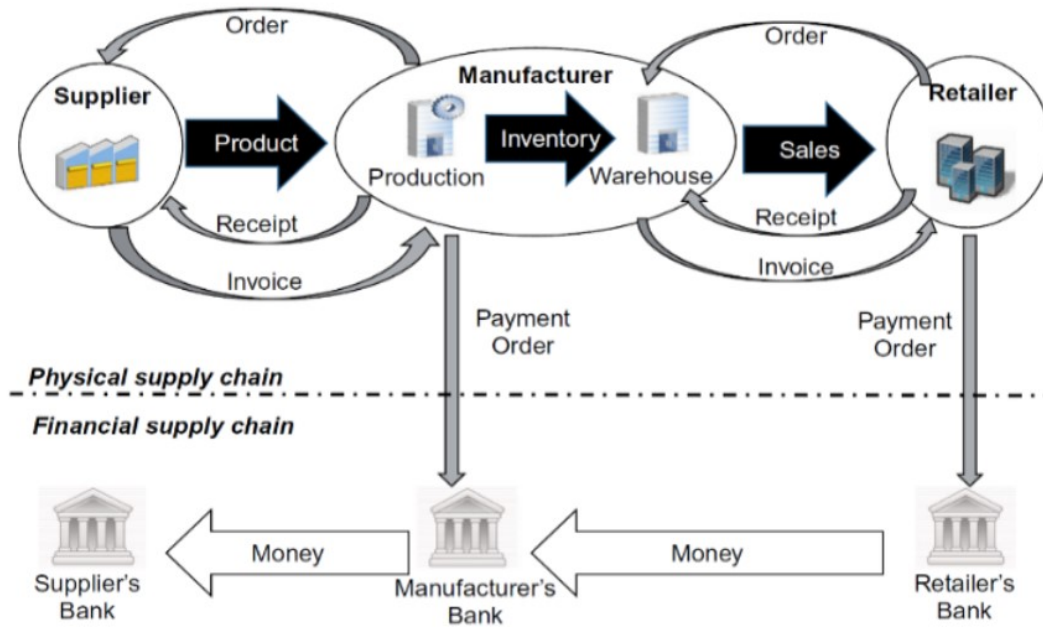 Order
Order
Supplier
Manufacturer
Retailer
Product
Inventory
Sales
Production
Warehouse
Receipt
Receipt
Invoice
Invoice
Payment
Order
Payment
Order
Physical supply chain
Financial supply chain
Money
Money
Supplier's
Bank
Manufacturer's
Bank
Retailer's
Bank